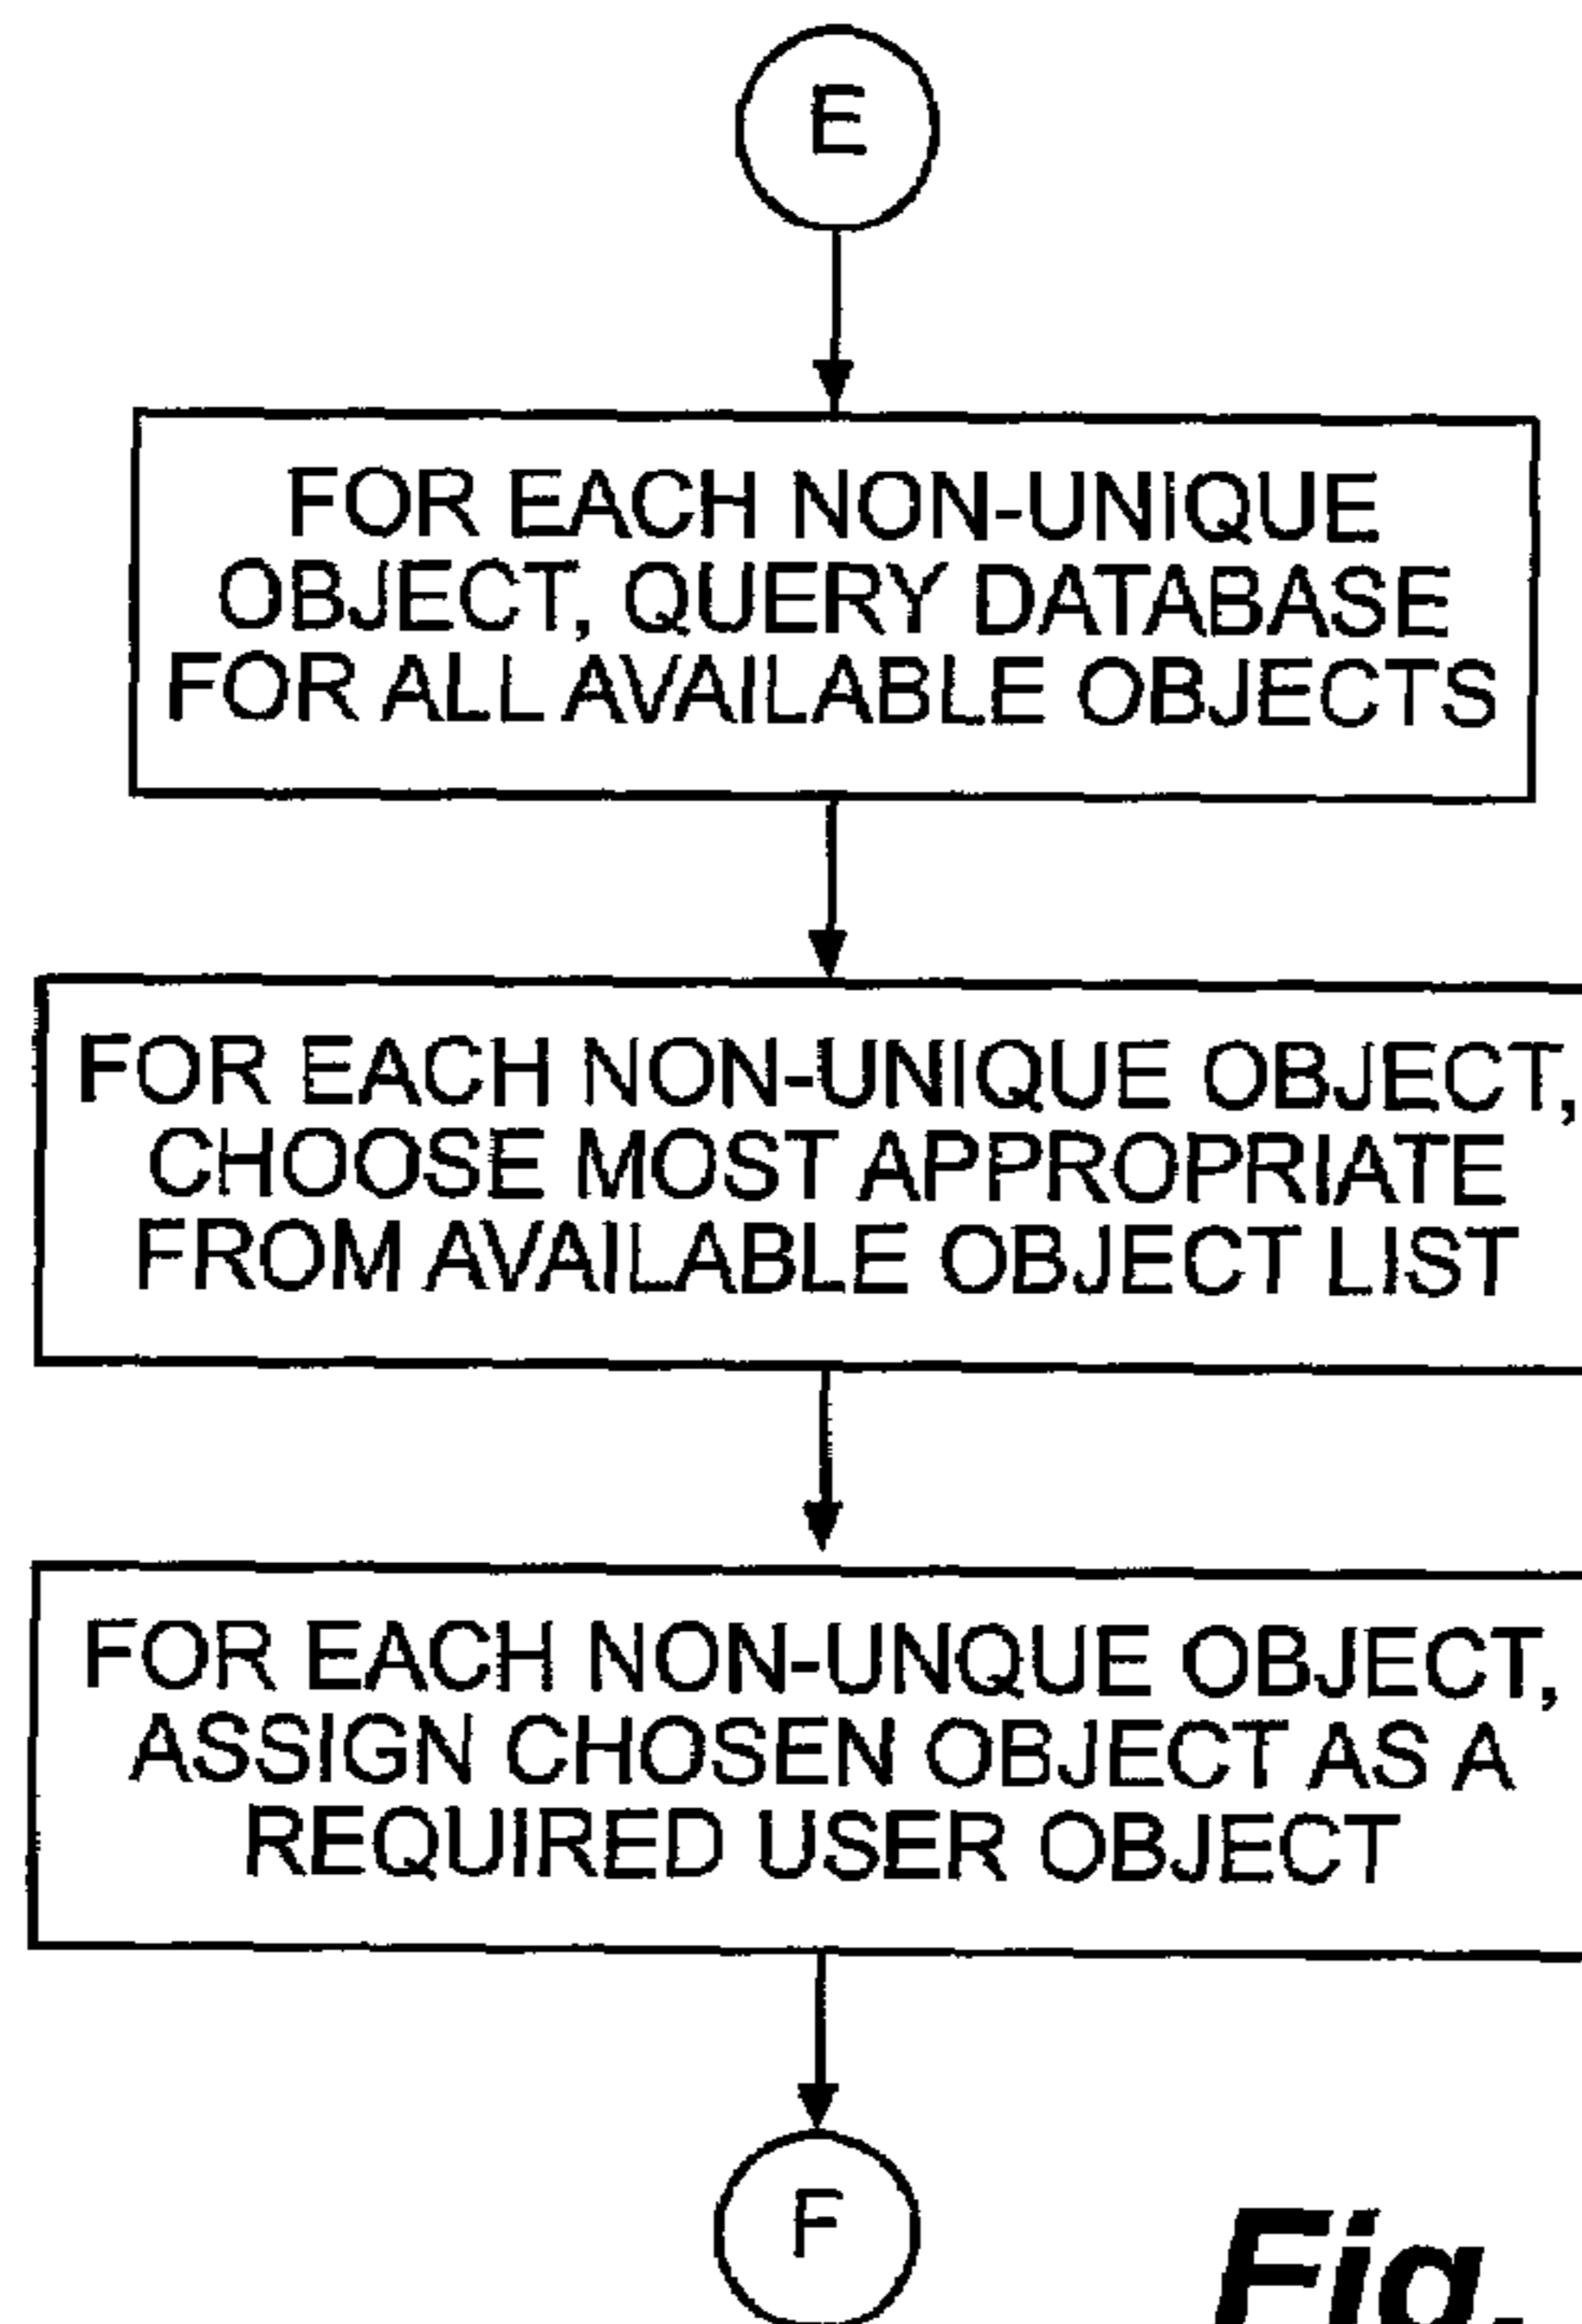 E
FOR EACH NON-UNIQUE
OBJECT, QUERY DATABASE
FOR ALL AVAILABLE OBJECTS
FOR EACH NON-UNIQUE OBJECT,
CHOOSE MOST APPROPRIATE
FROM AVAILABLE OBJECT LIST
FOR EACH NON-UNQUE OBJECT,
ASSIGN CHOSEN OBJECT AS A
REQUIRED USER OBJECT
F
Fig.